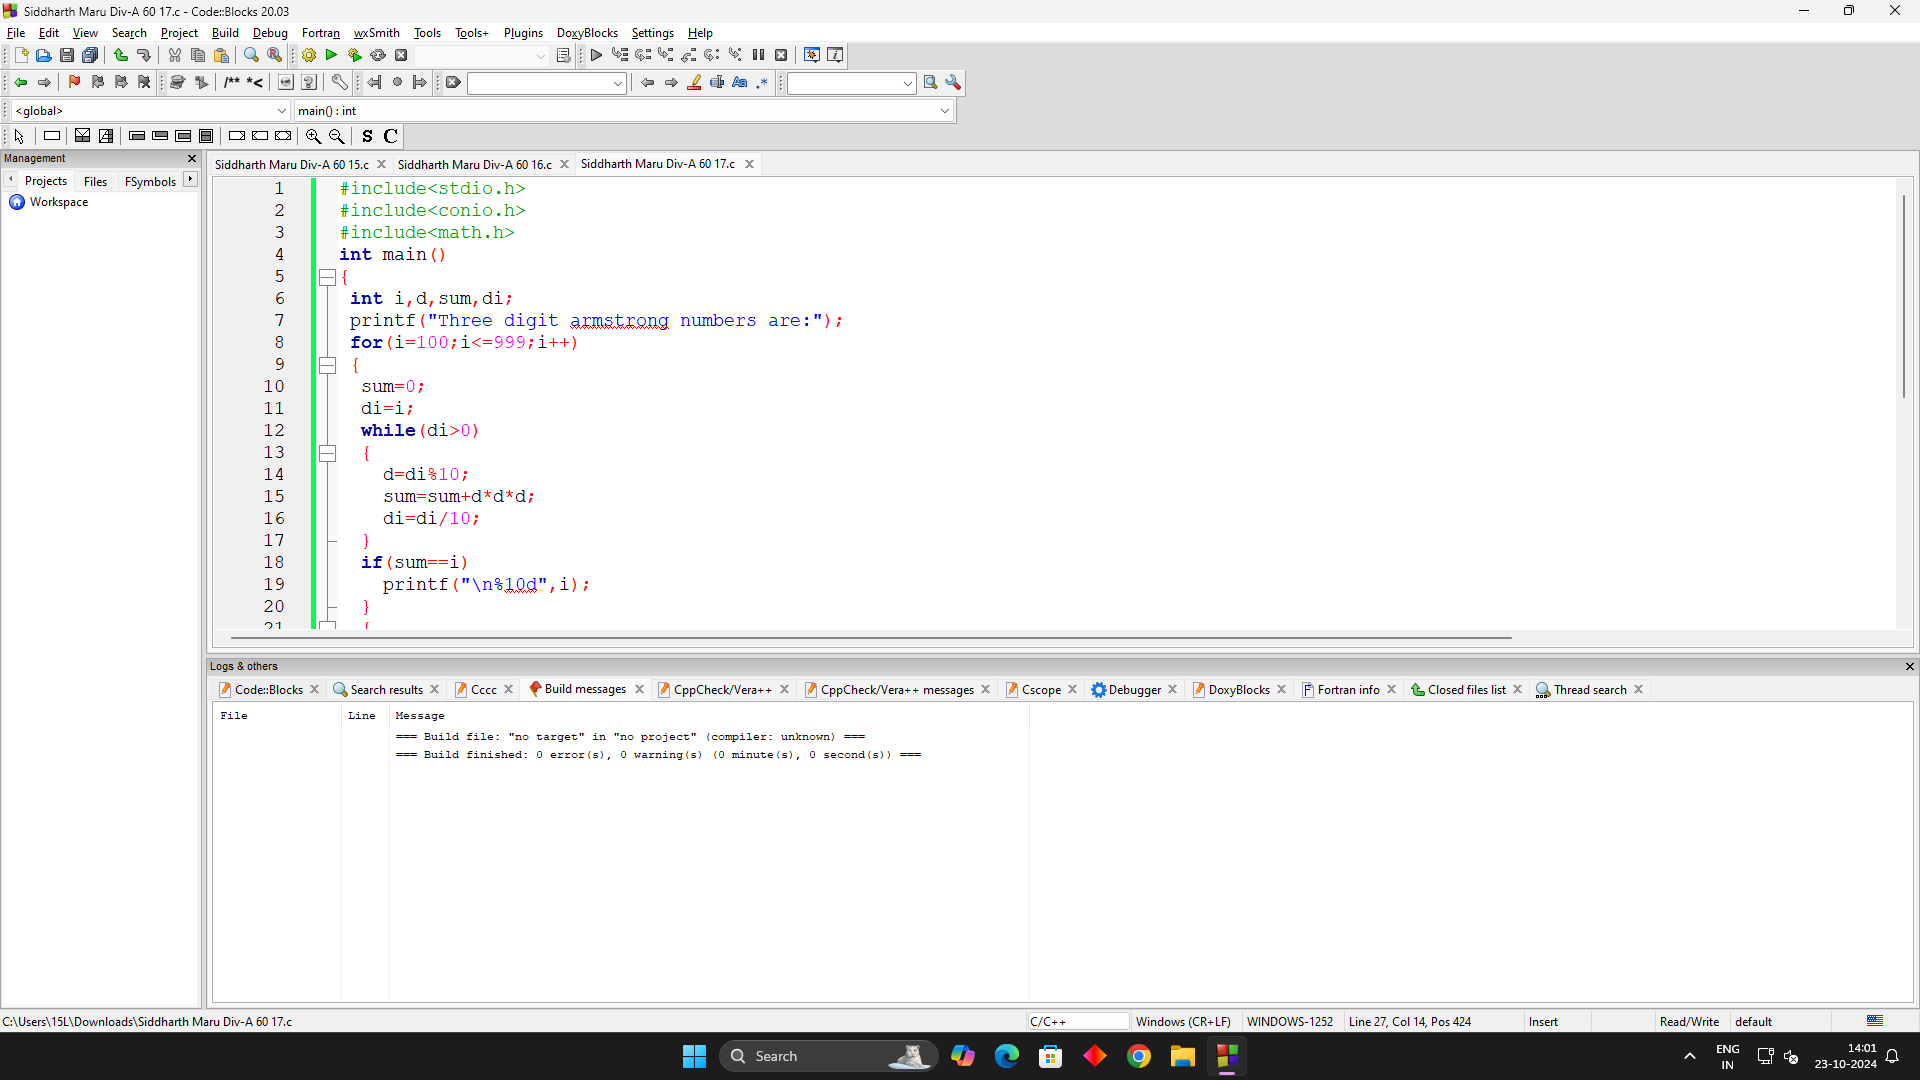 Siddharth Maru Div-A 60 17.c - Code::Blocks 20.03
File Edit View Search Project Build Debug Fortran wxSmith Tools Tools+ Plugins DoxyBlocks Settings Help
/** *<
<global> main() : int
S C
Management
Projects Files FSymbols
Workspace
Siddharth Maru Div-A 60 15.c Siddharth Maru Div-A 60 16.c Siddharth Maru Div-A 60 17.c
1 #include<stdio.h>
2 #include<conio.h>
3 #include<math.h>
4 int main()
5 {
6 int i,d,sum,di;
7 printf("Three digit armstrong numbers are:");
8 for(i=100;i<=999;i++)
9 {
10 sum=0;
11 di=i;
12 while(di>0)
13 {
14 d=di%10;
15 sum=sum+d*d*d;
16 di=di/10;
17 }
18 if(sum==i)
19 printf("\n%10d",i);
20 }
21 {
Logs & others
Code::Blocks Search results Cccc Build messages CppCheck/Vera++ CppCheck/Vera++ messages Cscope Debugger DoxyBlocks Fortran info Closed files list Thread search
File Line Message
=== Build file: "no target" in "no project" (compiler: unknown) ===
=== Build finished: 0 error(s), 0 warning(s) (0 minute(s), 0 second(s)) ===
C:\Users\15L\Downloads\Siddharth Maru Div-A 60 17.c C/C++ Windows (CR+LF) WINDOWS-1252 Line 27, Col 14, Pos 424 Insert Read/Write default
Search
ENG
IN
14:01
23-10-2024